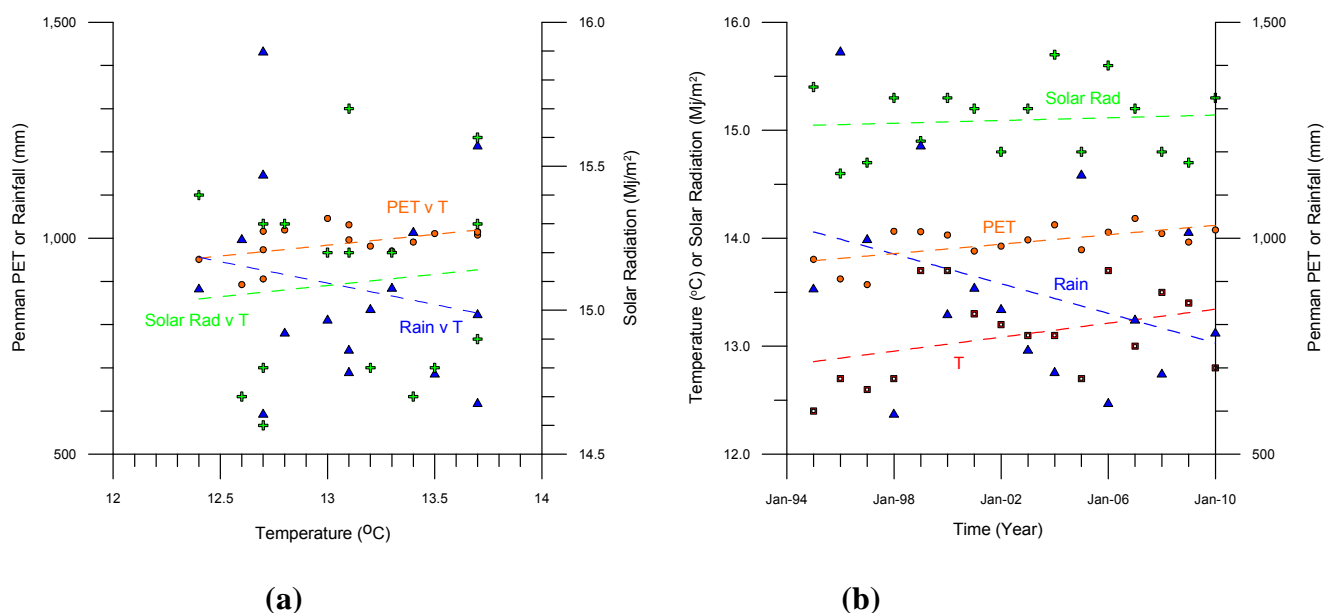 1,500
1,000
500
Penman PET or Rainfall (mm)
16.0
15.5
15.0
14.5
Solar Radiation (Mj/m²)
PET v T
Solar Rad v T
Rain v T
12 12.5 13 13.5 14
Temperature (ºC)
(a)
16.0
15.0
14.0
13.0
12.0
Temperature (ºC) or Solar Radiation (Mj/m²)
1,500
1,000
500
Penman PET or Rainfall (mm)
Solar Rad
PET
Rain
T
Jan-94 Jan-98 Jan-02 Jan-06 Jan-10
Time (Year)
(b)